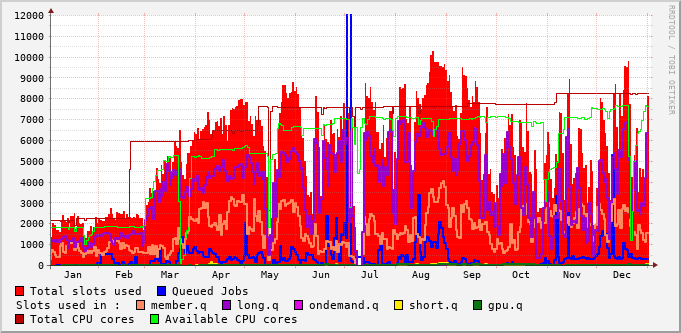 12000
11000
10000
9000
8000
7000
6000
5000
4000
3000
2000
1000
0
Jan Feb Mar Apr May Jun Jul Aug Sep Oct Nov Dec
RRDTOOL / TOBI OETIKER
Total slots used Queued Jobs
Slots used in : member.q long.q ondemand.q short.q gpu.q
Total CPU cores Available CPU cores